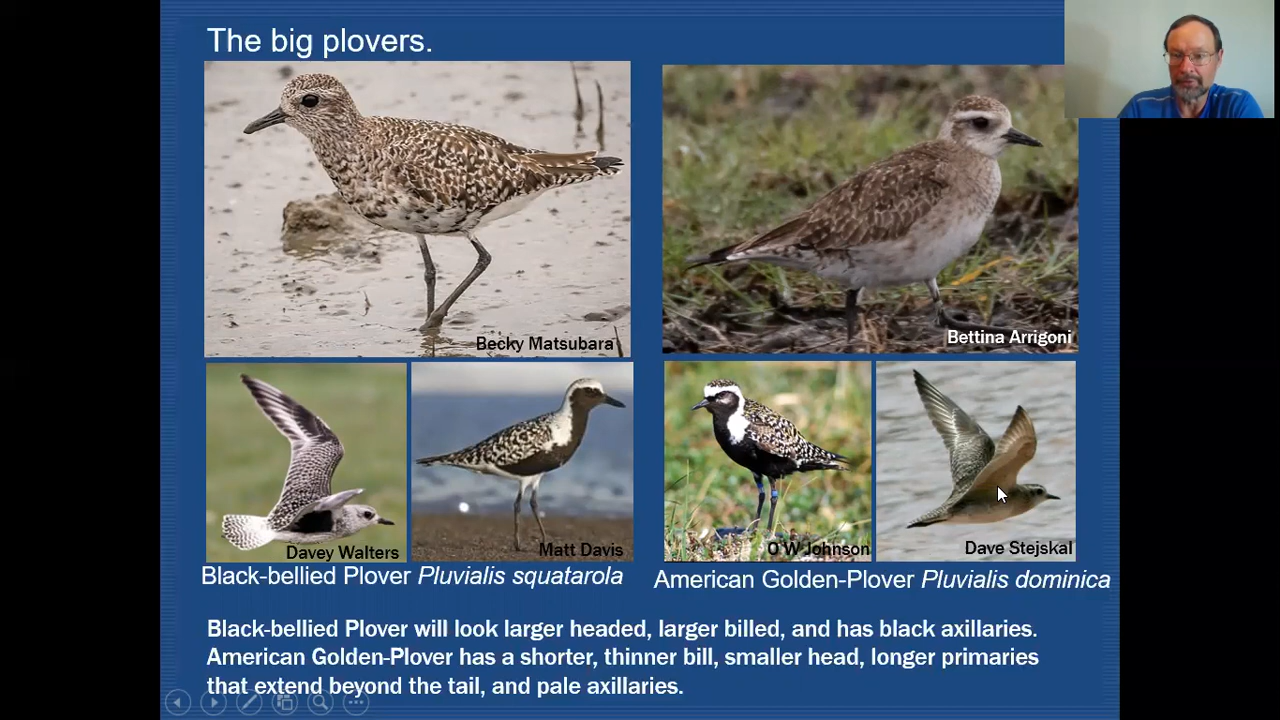 The big plovers.
Becky Matsubara
Bettina Arrigoni
Davey Walters
Matt Davis
O W Johnson
Dave Stejskal
Black-bellied Plover Pluvialis squatarola
American Golden-Plover Pluvialis dominica
Black-bellied Plover will look larger headed, larger billed, and has black axillaries.
American Golden-Plover has a shorter, thinner bill, smaller head, longer primaries
that extend beyond the tail, and pale axillaries.